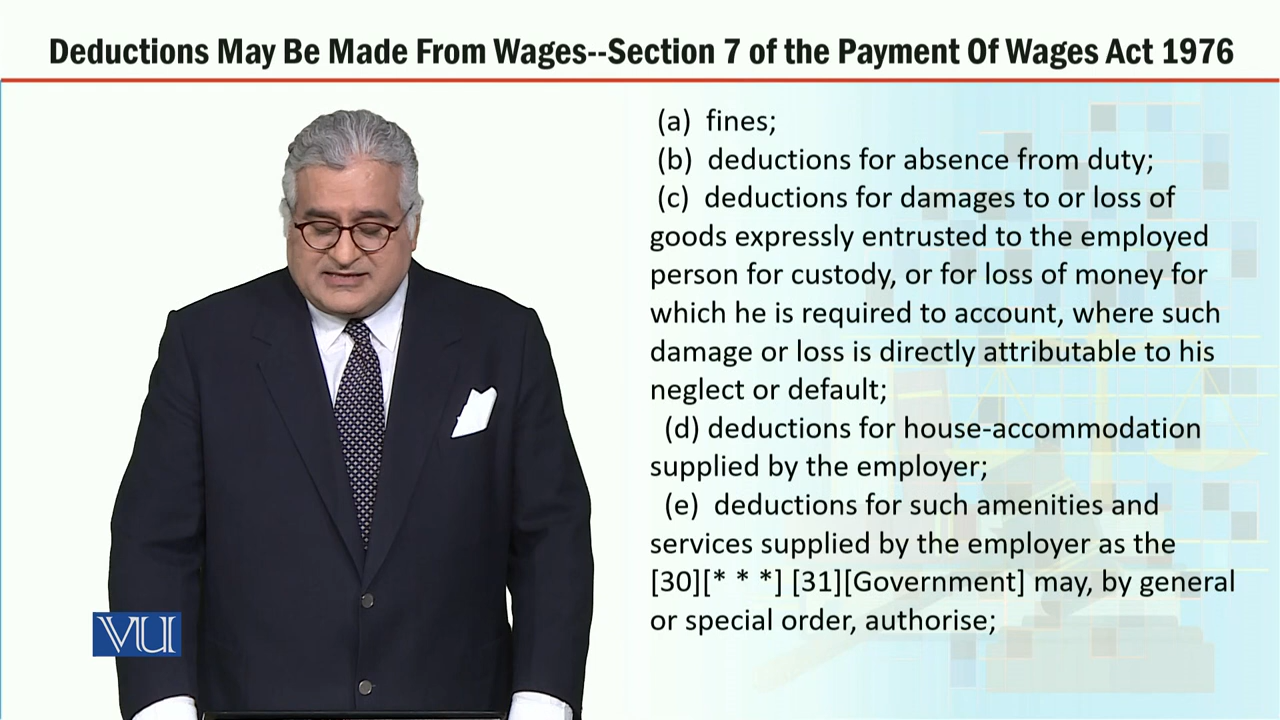 Deductions May Be Made From Wages--Section 7 of the Payment Of Wages Act 1976
(a) fines;
(b) deductions for absence from duty;
(c) deductions for damages to or loss of
goods expressly entrusted to the employed
person for custody, or for loss of money for
which he is required to account, where such
damage or loss is directly attributable to his
neglect or default;
(d) deductions for house-accommodation
supplied by the employer;
(e) deductions for such amenities and
services supplied by the employer as the
[30][* * *] [31][Government] may, by general
or special order, authorise;
VU